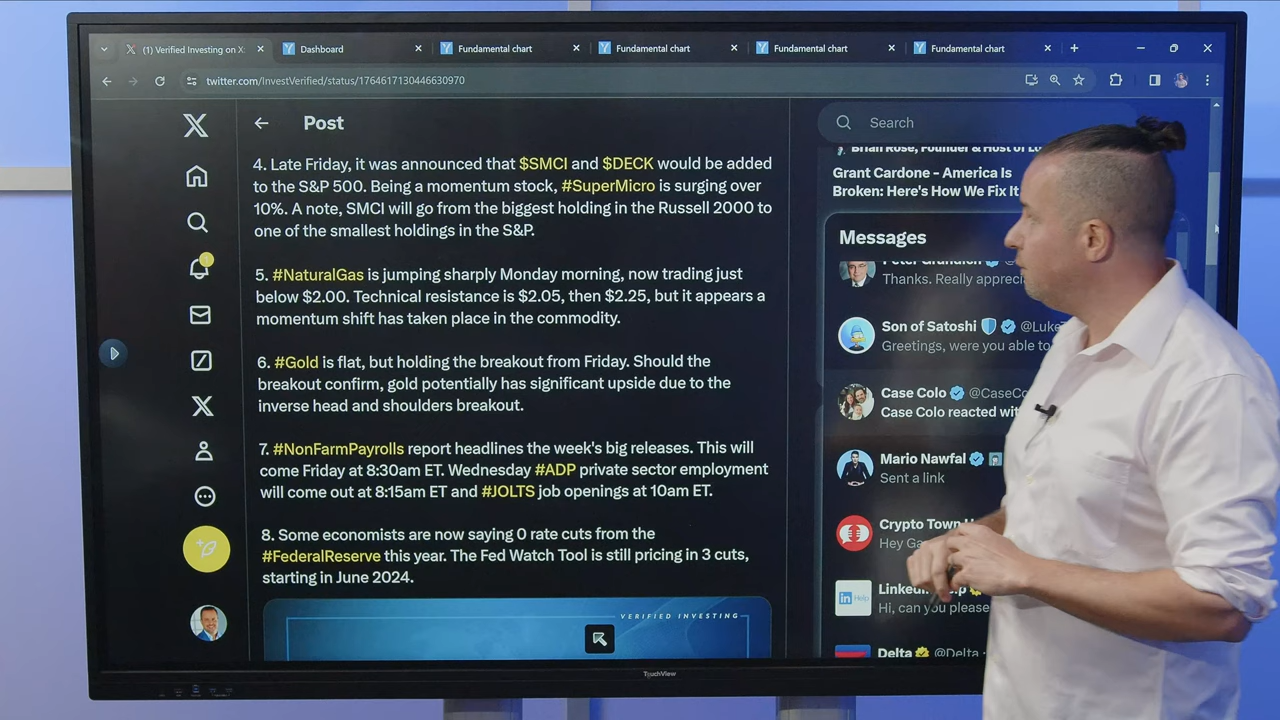 (1) Verified Investing on X
Dashboard
Fundamental chart
Fundamental chart
Fundamental chart
Fundamental chart
twitter.com/InvestVerified/status/1764617130446630970
Post
Search
4. Late Friday, it was announced that $SMCI and $DECK would be added
to the S&P 500. Being a momentum stock, #SuperMicro is surging over
10%. A note, SMCI will go from the biggest holding in the Russell 2000 to
one of the smallest holdings in the S&P.
5. #NaturalGas is jumping sharply Monday morning, now trading just
below $2.00. Technical resistance is $2.05, then $2.25, but it appears a
momentum shift has taken place in the commodity.
6. #Gold is flat, but holding the breakout from Friday. Should the
breakout confirm, gold potentially has significant upside due to the
inverse head and shoulders breakout.
7. #NonFarmPayrolls report headlines the week's big releases. This will
come Friday at 8:30am ET. Wednesday #ADP private sector employment
will come out at 8:15am ET and #JOLTS job openings at 10am ET.
8. Some economists are now saying 0 rate cuts from the
#FederalReserve this year. The Fed Watch Tool is still pricing in 3 cuts,
starting in June 2024.
VERIFIED INVESTING
Brian Rose, Founder & Host of
Grant Cardone - America Is
Broken: Here's How We Fix It
Messages
Thanks. Really
Son of Satoshi
Greetings, were you able to
Case Colo @CaseCo
Case Colo reacted wit
Mario Nawfal
Sent a link
Crypto Town
Hey
Hi, can you please
Delta @Delta
TouchView